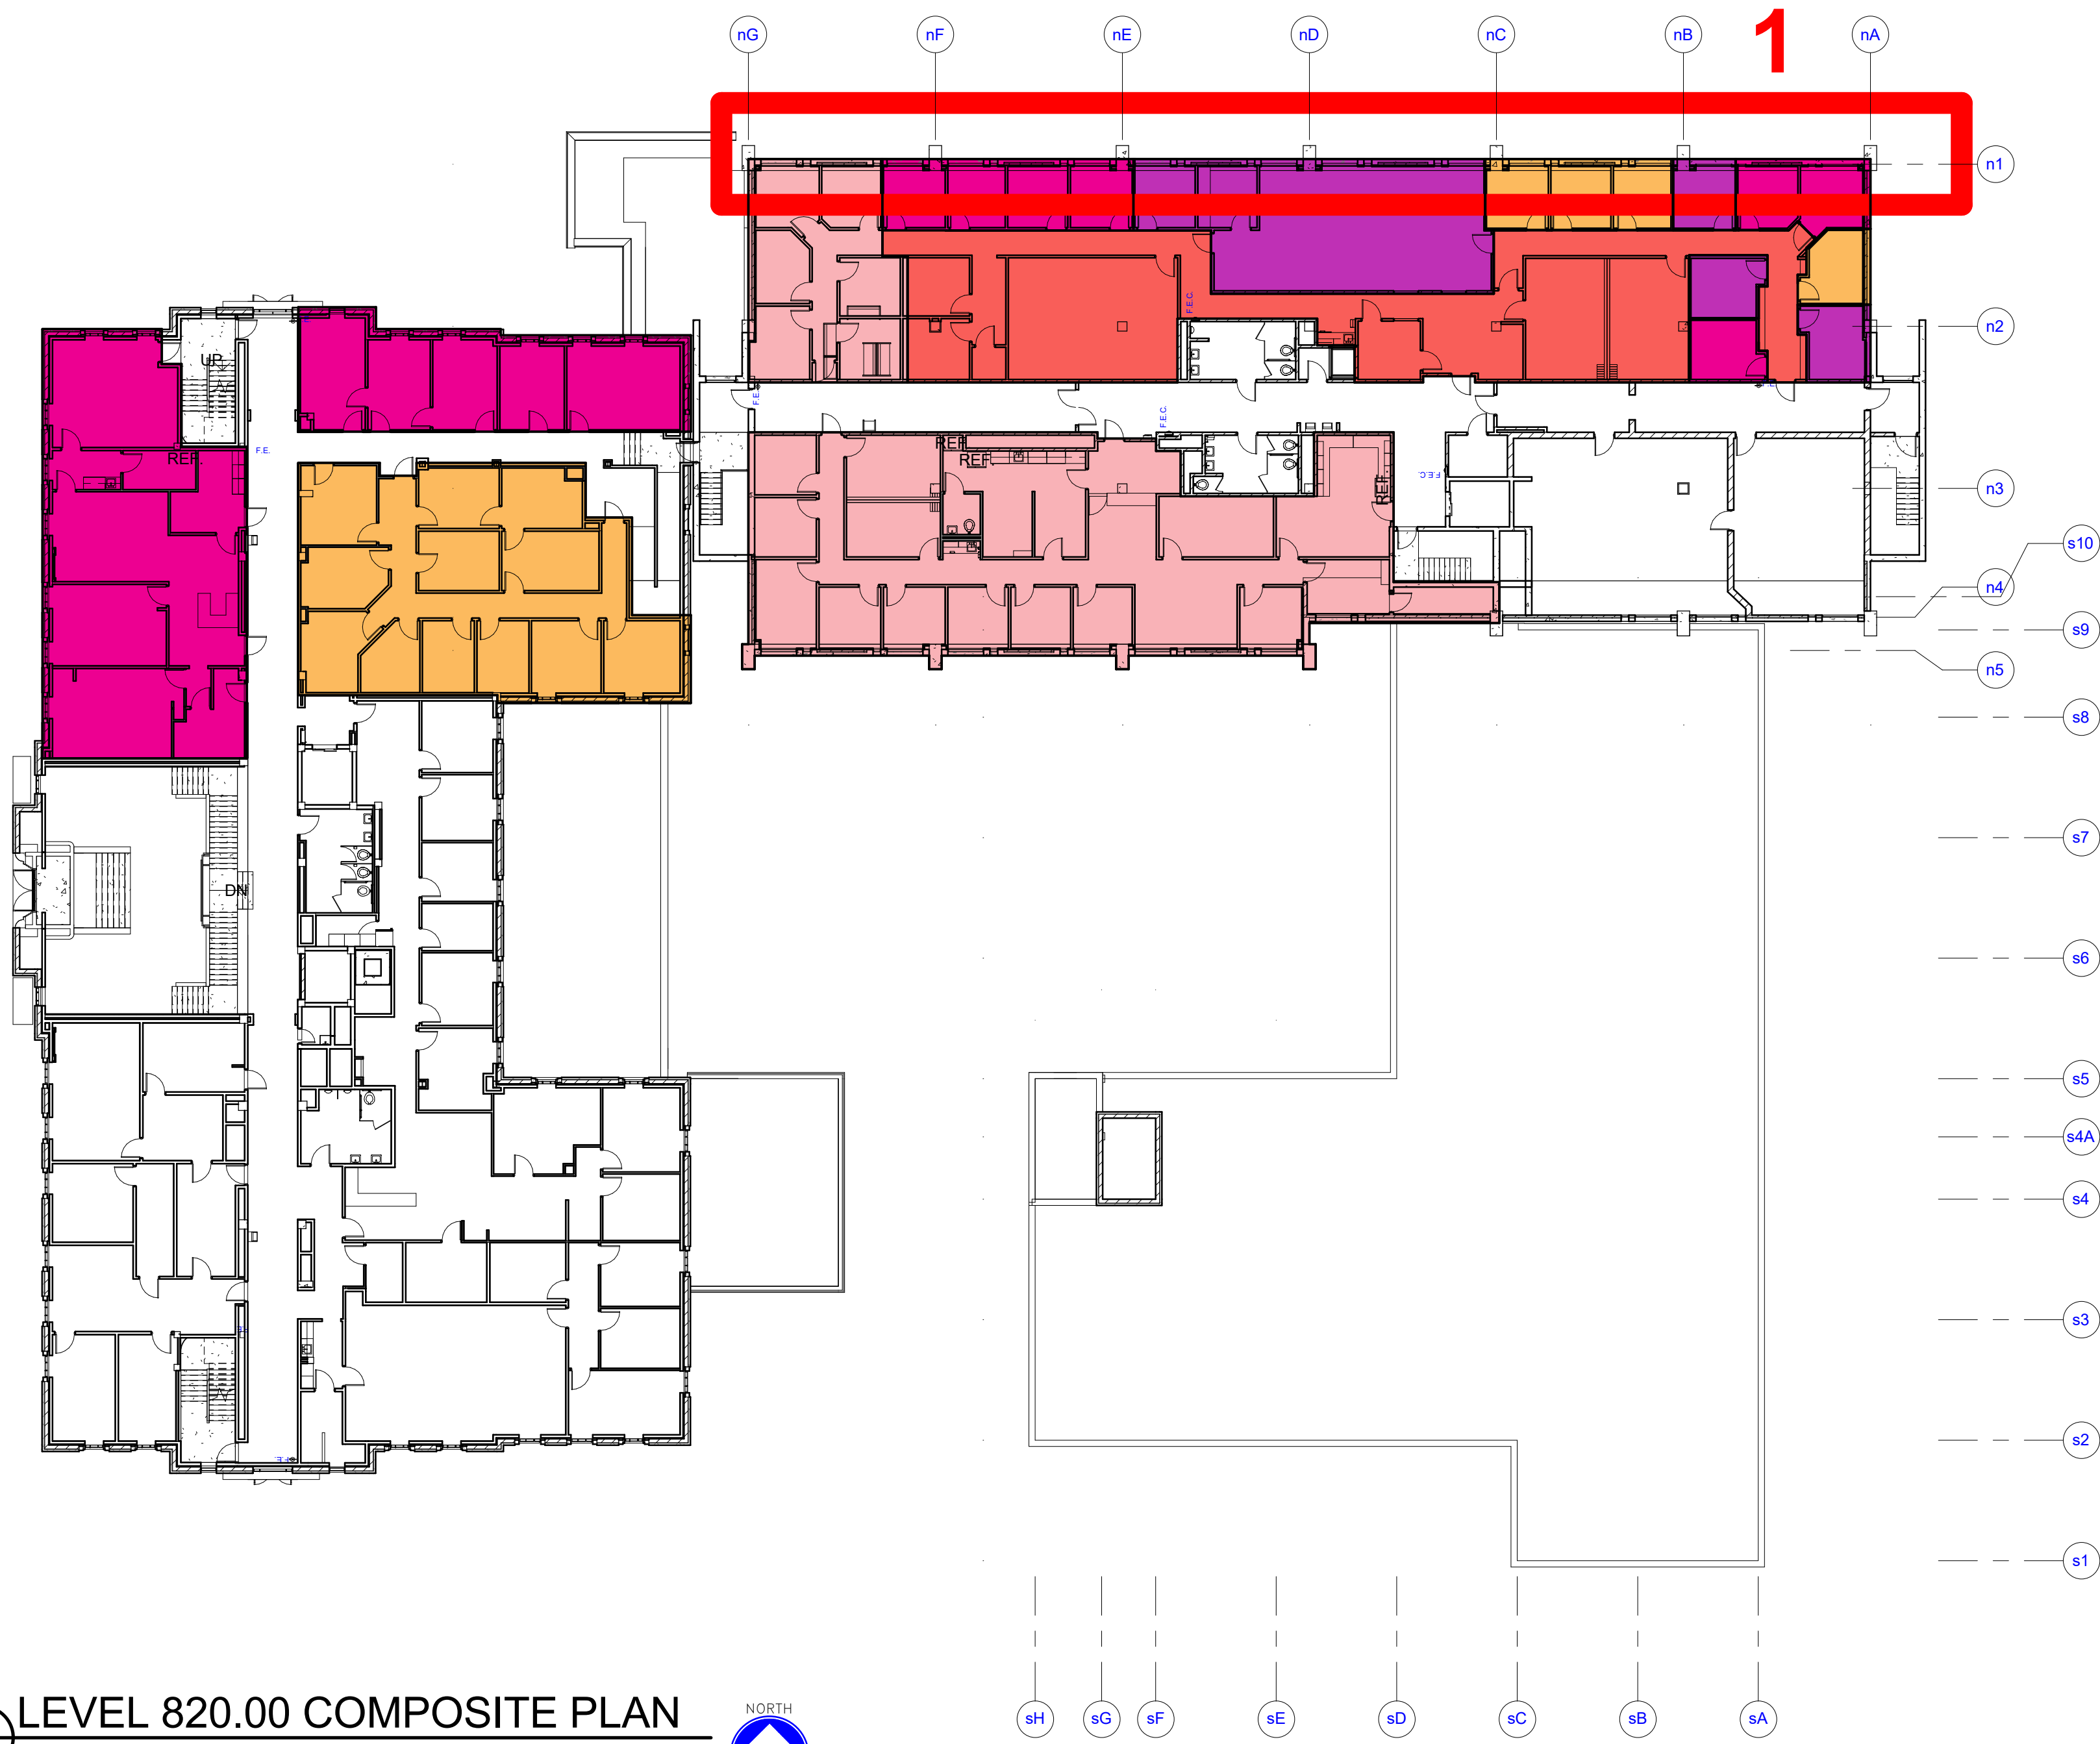 1
nG nF nE nD nC nB nA
n1
F.E.C.
n2
UP
F.E.
F.E.C.
REF.
F.E.
REF
REF
REF
F.E.C.
n3
s10
n4
s9
n5
s8
s7
DN
s6
s5
s4A
s4
s3
s2
F.E.
s1
LEVEL 820.00 COMPOSITE PLAN
NORTH
sH sG sF sE sD sC sB sA